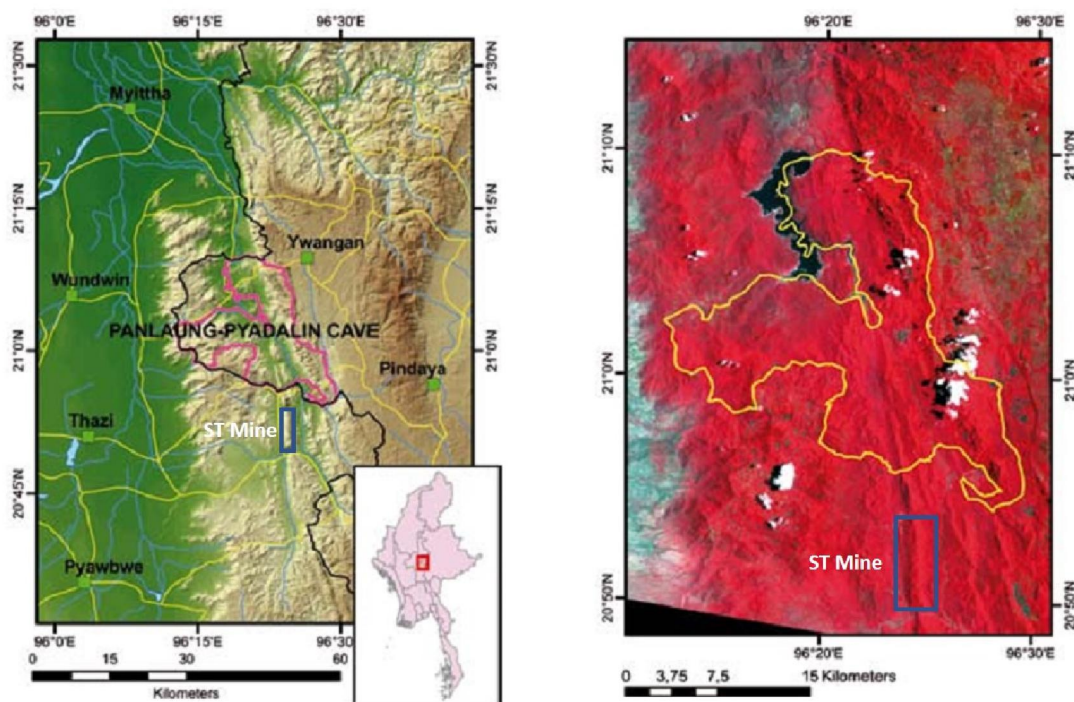 96°0'E 96°15'E 96°30'E
21°30'N
21°15'N
21°0'N
20°45'N
21°30'N
21°15'N
21°0'N
Myittha
Ywangan
Wundwin
PANLAUNG-PYADALIN CAVE
Pindaya
Thazi
ST Mine
Pyawbwe
96°0'E 96°15'E 96°30'E
0 15 30 60
Kilometers
96°20'E 96°30'E
21°10'N
21°0'N
20°50'N
21°10'N
21°0'N
20°50'N
ST Mine
96°20'E 96°30'E
0 3,75 7,5 15 Kilometers